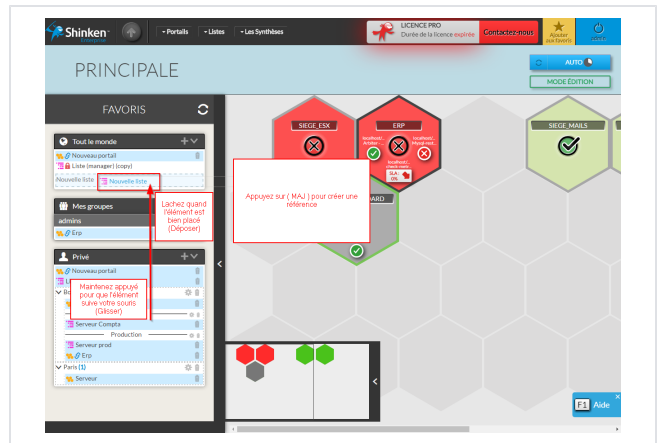 Shinken
Enterprise
Portails
Listes
Les Synthèses
LICENCE PRO
Durée de la licence expirée
Contactez-nous
Ajouter
aux favoris
admin
PRINCIPALE
AUTO
MODE ÉDITION
FAVORIS
Tout le monde
Nouveau portail
Liste (manager) (copy)
Nouvelle liste
Nouvelle liste
Mes groupes
admins
Erp
Lachez quand
l'élément est
bien placé
(Déposer)
Privé
Nouveau portail
Maintenez appuyé
pour que l'élément
suive votre souris
(Glisser)
Serveur Compta
Production
Serveur prod
Erp
Paris (1)
Serveur
SIEGE_ESX
ERP
SLA :
0%
SIEGE_MAILS
Appuyez sur ( MAJ ) pour créer une
référence
F1 Aide